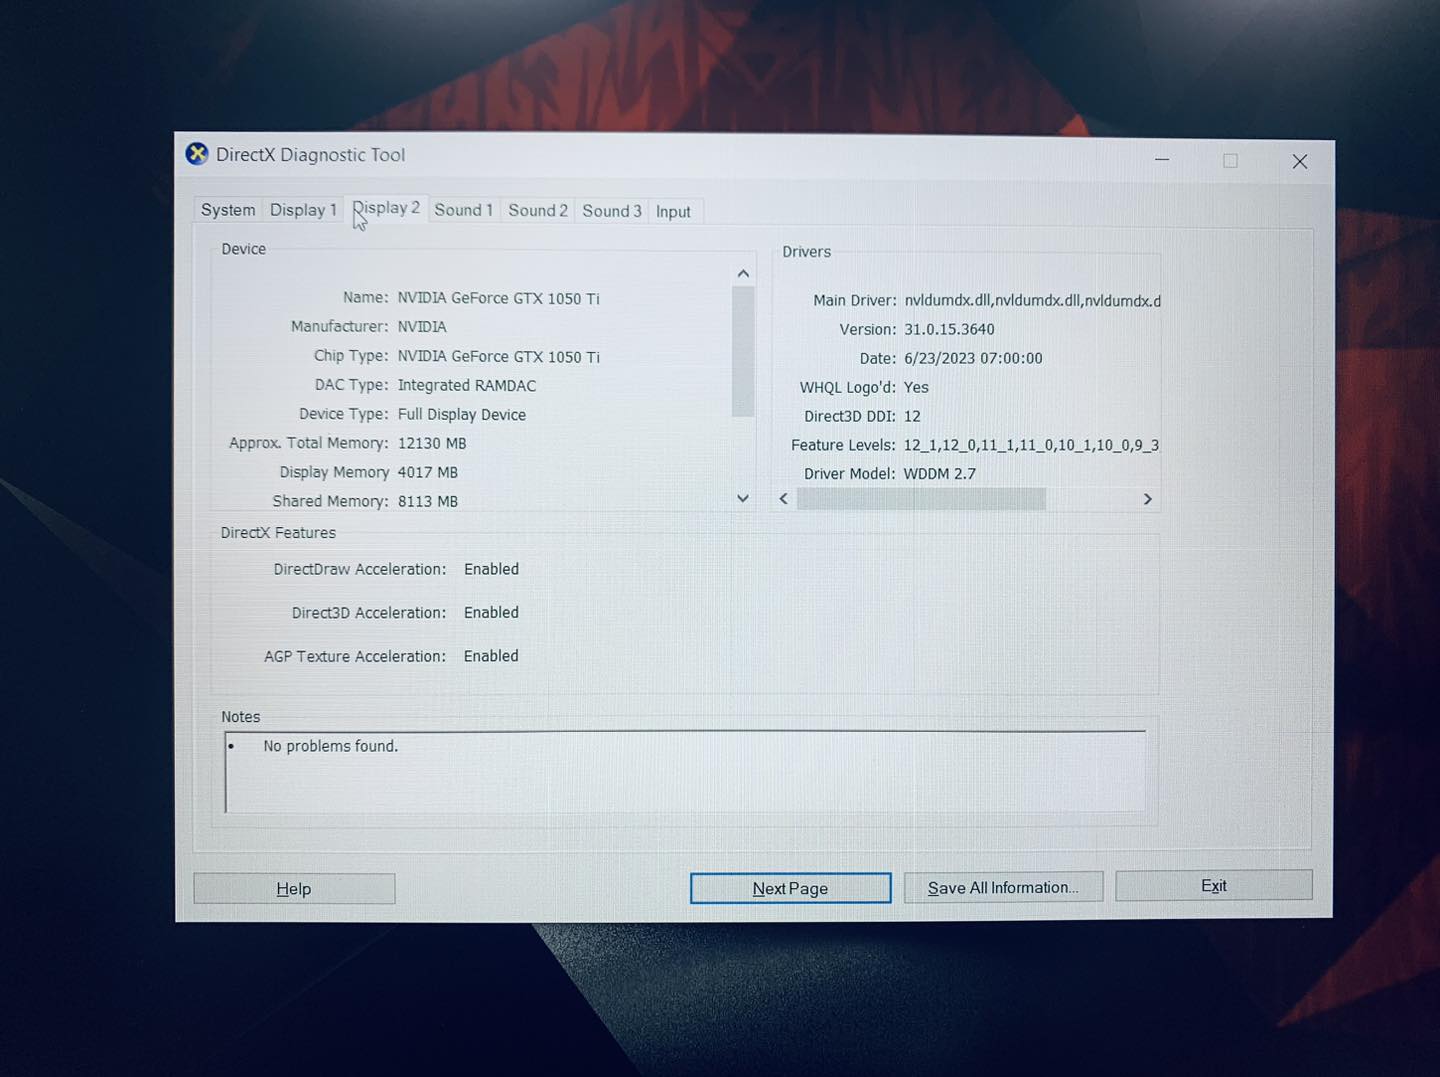 DirectX Diagnostic Tool
System Display 1 Display 2 Sound 1 Sound 2 Sound 3 Input
Device
Name: NVIDIA GeForce GTX 1050 Ti
Manufacturer: NVIDIA
Chip Type: NVIDIA GeForce GTX 1050 Ti
DAC Type: Integrated RAMDAC
Device Type: Full Display Device
Approx. Total Memory: 12130 MB
Display Memory 4017 MB
Shared Memory: 8113 MB
Drivers
Main Driver: nvldumdx.dll,nvldumdx.dll,nvldumdx.d
Version: 31.0.15.3640
Date: 6/23/2023 07:00:00
WHQL Logo'd: Yes
Direct3D DDI: 12
Feature Levels: 12_1,12_0,11_1,11_0,10_1,10_0,9_3
Driver Model: WDDM 2.7
DirectX Features
DirectDraw Acceleration: Enabled
Direct3D Acceleration: Enabled
AGP Texture Acceleration: Enabled
Notes
• No problems found.
Help Next Page Save All Information... Exit